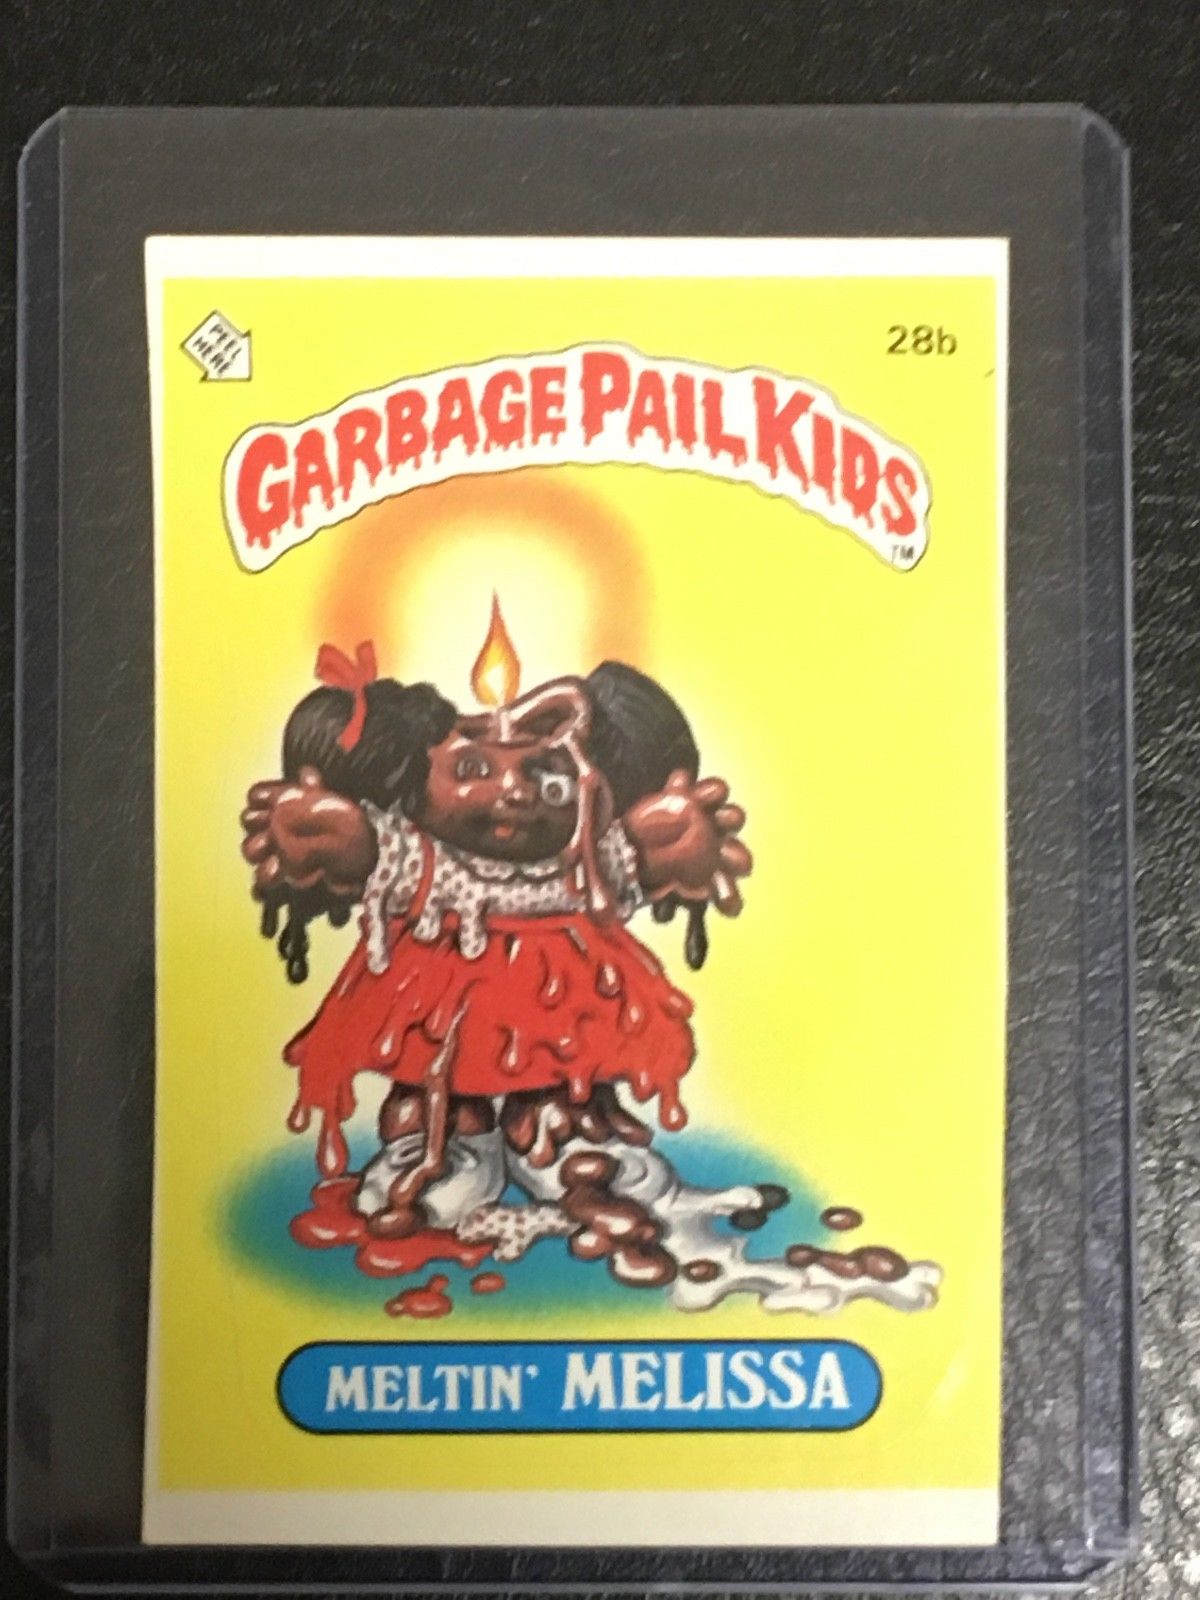 PEEL
HERE
28b
GARBAGE PAIL KIDS
TM
MELTIN' MELISSA